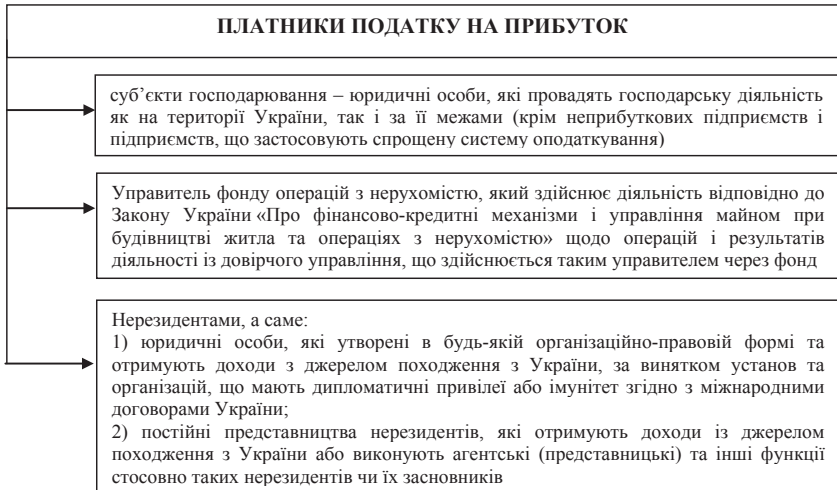 ПЛАТНИКИ ПОДАТКУ НА ПРИБУТОК
суб’єкти господарювання – юридичні особи, які провадять господарську діяльність
як на території України, так і за її межами (крім неприбуткових підприємств і
підприємств, що застосовують спрощену систему оподаткування)
Управитель фонду операцій з нерухомістю, який здійснює діяльність відповідно до
Закону України «Про фінансово-кредитні механізми і управління майном при
будівництві житла та операціях з нерухомістю» щодо операцій і результатів
діяльності із довірчого управління, що здійснюється таким управителем через фонд
Нерезидентами, а саме:
1) юридичні особи, які утворені в будь-якій організаційно-правовій формі та
отримують доходи з джерелом походження з України, за винятком установ та
організацій, що мають дипломатичні привілеї або імунітет згідно з міжнародними
договорами України;
2) постійні представництва нерезидентів, які отримують доходи із джерелом
походження з України або виконують агентські (представницькі) та інші функції
стосовно таких нерезидентів чи їх засновників